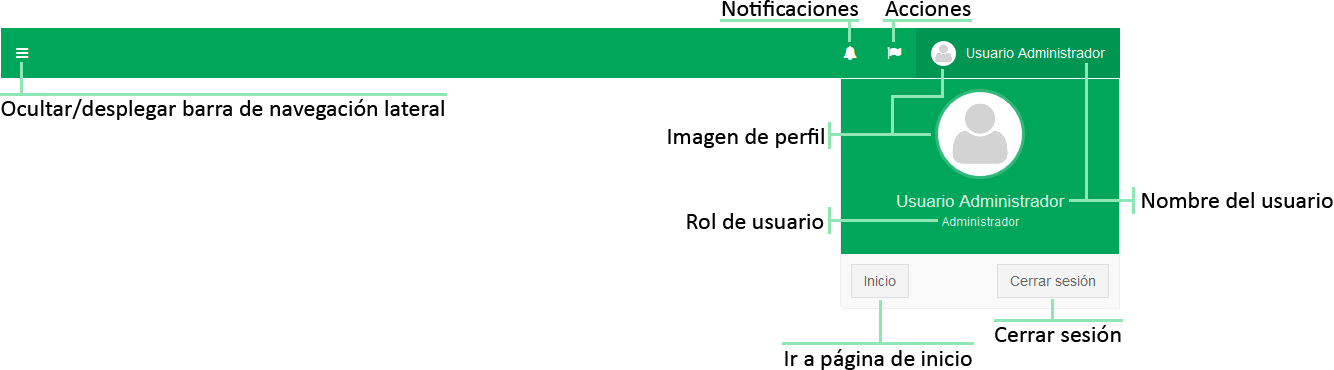 Notificaciones
Acciones
Usuario Administrador
Ocultar/desplegar barra de navegación lateral
Imagen de perfil
Usuario Administrador
Nombre del usuario
Rol de usuario
Administrador
Inicio
Cerrar sesión
Cerrar sesión
Ir a página de inicio